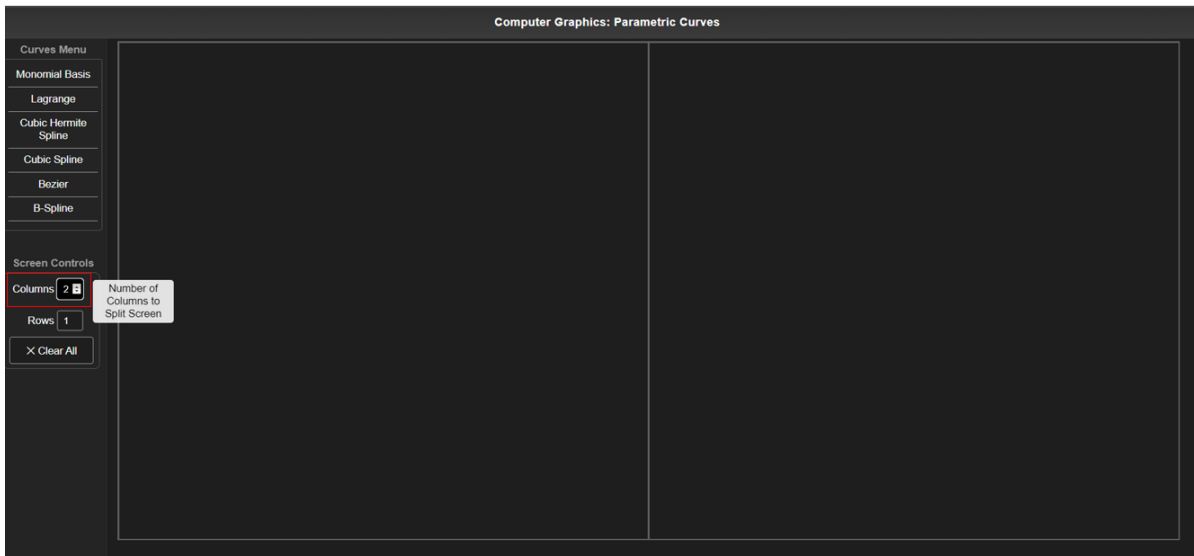 Computer Graphics: Parametric Curves
Curves Menu
Monomial Basis
Lagrange
Cubic Hermite
Spline
Cubic Spline
Bezier
B-Spline
Screen Controls
Columns 2
Number of
Columns to
Split Screen
Rows 1
× Clear All